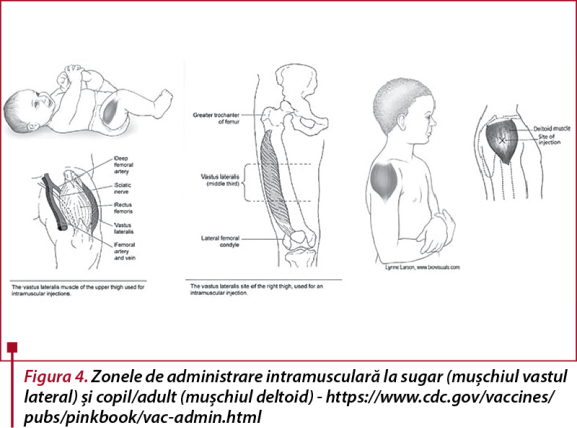 Deep femoral
artery
Sciatic
nerve
Rectus
femoris
Vastus
lateralis
Femoral
artery
and vein
The vastus lateralis muscle of the upper thigh used for
intramuscular injections.
Greater trochanter
of femur
Vastus lateralis
(middle third)
Lateral femoral
condyle
The vastus lateralis site of the right thigh, used for an
intramuscular injection.
Deltoid muscle
Site of
injection
Lynne Larson, www.biovisuals.com
Figura 4. Zonele de administrare intramusculară la sugar (mușchiul vastul
lateral) și copil/adult (mușchiul deltoid) - https://www.cdc.gov/vaccines/
pubs/pinkbook/vac-admin.html